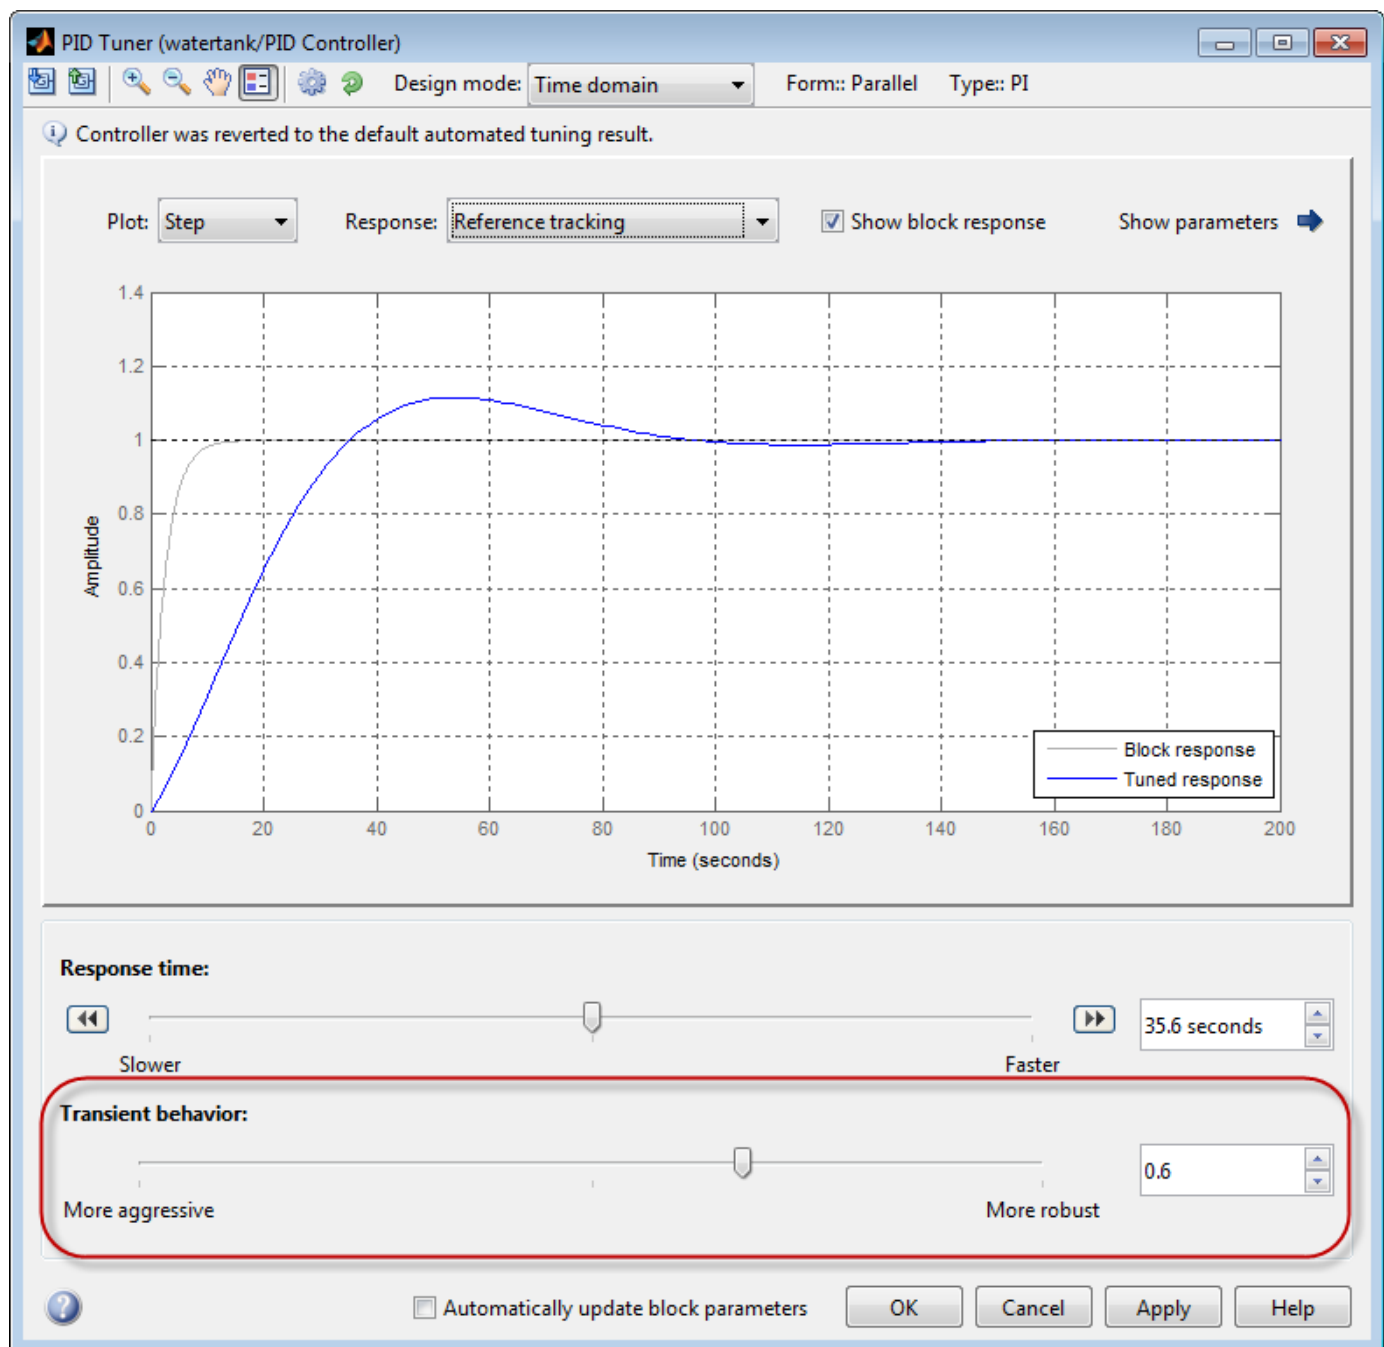 PID Tuner (watertank/PID Controller)
Design mode: Time domain Form:: Parallel Type:: PI
Controller was reverted to the default automated tuning result.
Plot: Step Response: Reference tracking Show block response Show parameters
1.4
1.2
1
0.8
0.6
0.4
0.2
0
Amplitude
0 20 40 60 80 100 120 140 160 180 200
Time (seconds)
Block response
Tuned response
Response time:
35.6 seconds
Slower Faster
Transient behavior:
0.6
More aggressive More robust
Automatically update block parameters OK Cancel Apply Help